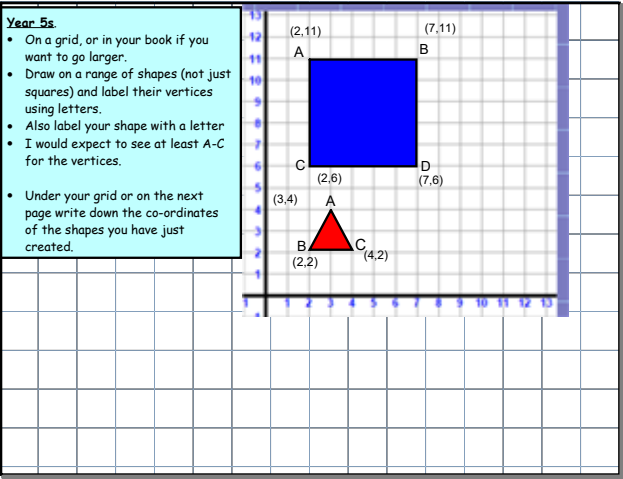 Year 5s.
• On a grid, or in your book if you
want to go larger.
• Draw on a range of shapes (not just
squares) and label their vertices
using letters.
• Also label your shape with a letter
• I would expect to see at least A-C
for the vertices.
• Under your grid or on the next
page write down the co-ordinates
of the shapes you have just
created.
13
12
11
10
9
8
7
6
5
4
3
2
1
(2,11)
(7,11)
A
B
C
D
(2,6)
(7,6)
(3,4)
A
B
C
(2,2)
(4,2)
1 1 2 3 4 5 6 7 8 9 10 11 12 13